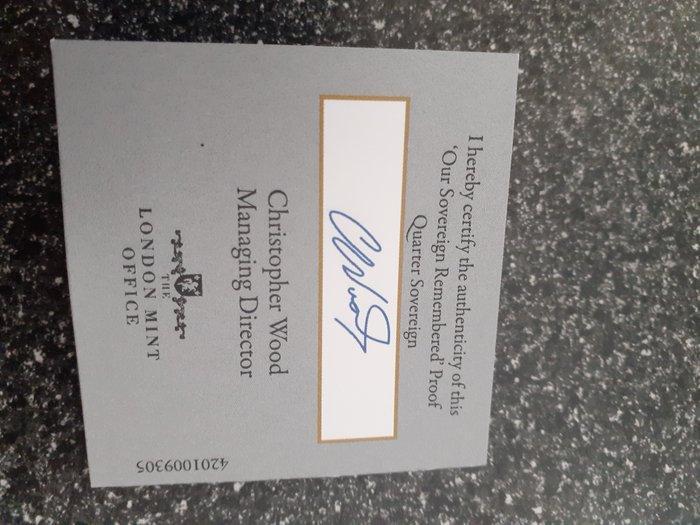 I hereby certify the authenticity of this
'Our Sovereign Remembered' Proof
Quarter Sovereign
CWood
Christopher Wood
Managing Director
THE
LONDON MINT
OFFICE
4201009305